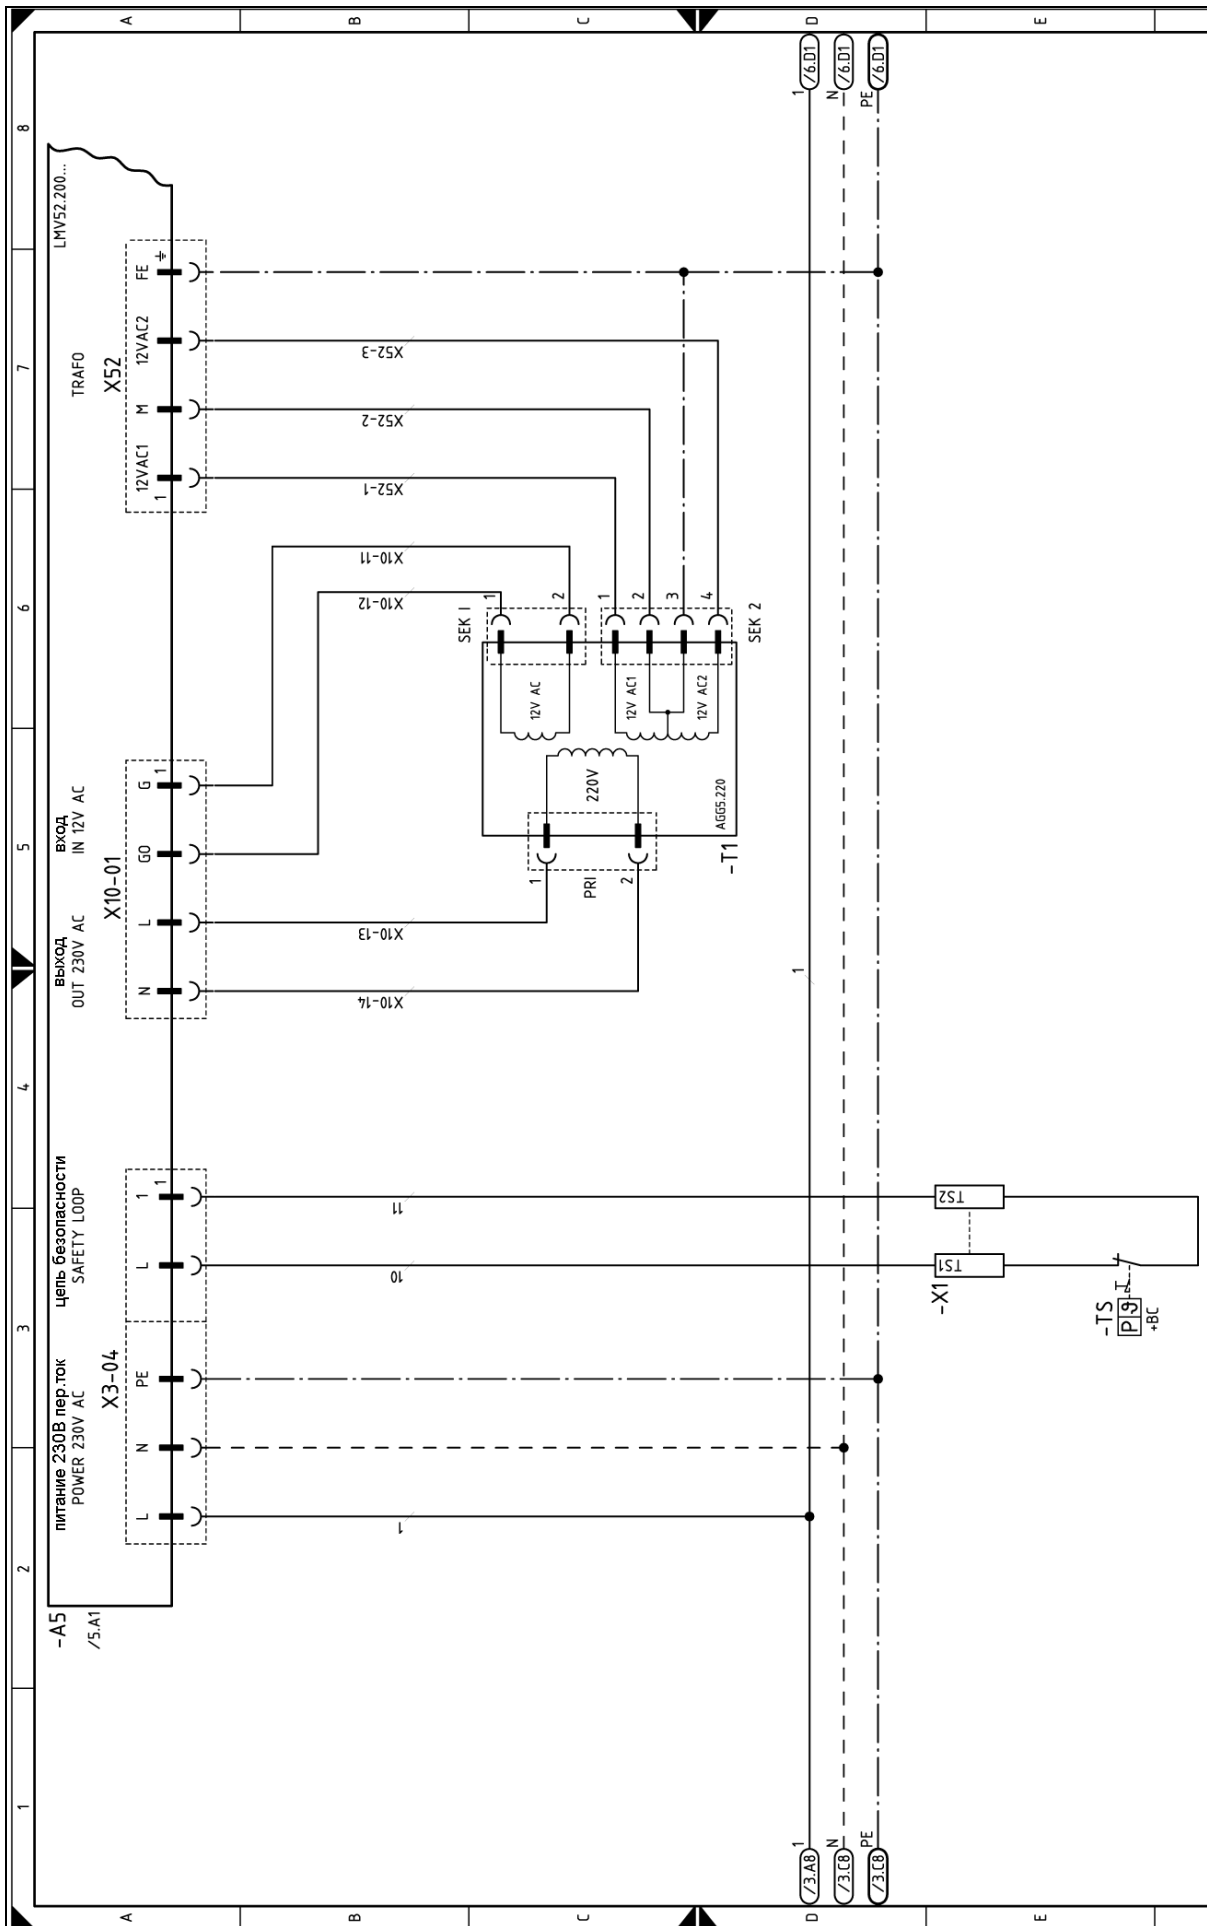 A
B
C
D
E
1
2
3
4
5
6
7
8
-A5
/5.A1
питание 230В пер.ток
POWER 230V AC
X3-04
L
N
PE
цепь безопасности
SAFETY LOOP
L
1
1
выход
OUT 230V AC
вход
IN 12V AC
X10-01
N
L
G0
G
1
TRAFO
X52
1
12VAC1
M
12VAC2
FE
LMV52.200...
1
10
11
X10-14
X10-13
X10-12
X10-11
X52-1
X52-2
X52-3
SEK 1
1
2
12V AC
1
2
3
4
SEK 2
12V AC1
12V AC2
220V
AGG5.220
PRI
1
2
-T1
1
/3.A8
1
/3.C8
N
/3.C8
PE
1
/6.D1
N
/6.D1
PE
/6.D1
-X1
TS1
TS2
-TS
P
ϑ
+BC
A
B
C
D
E